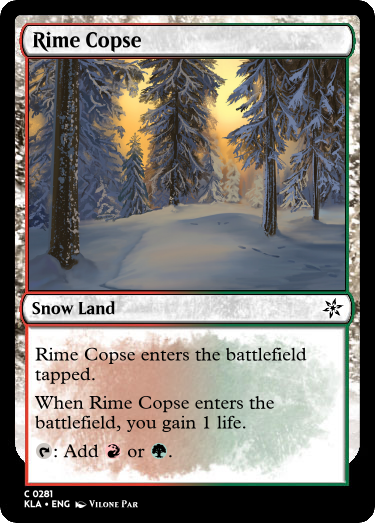 Rime Copse
Snow Land
Rime Copse enters the battlefield
tapped.
When Rime Copse enters the
battlefield, you gain 1 life.
: Add or .
C 0281
KLA • ENG Vilone Par